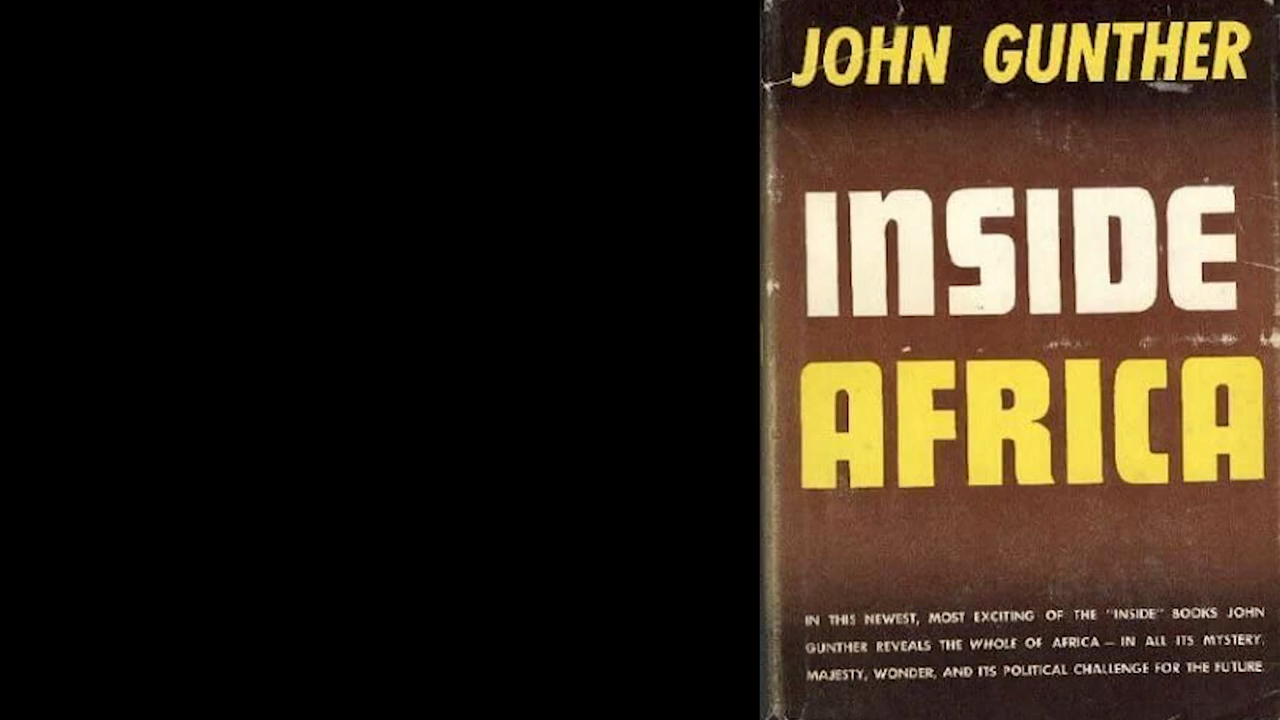 JOHN GUNTHER
INSIDE
AFRICA
IN THIS NEWEST, MOST EXCITING OF THE "INSIDE" BOOKS JOHN
GUNTHER REVEALS THE WHOLE OF AFRICA — IN ALL ITS MYSTERY,
MAJESTY, WONDER, AND ITS POLITICAL CHALLENGE FOR THE FUTURE.